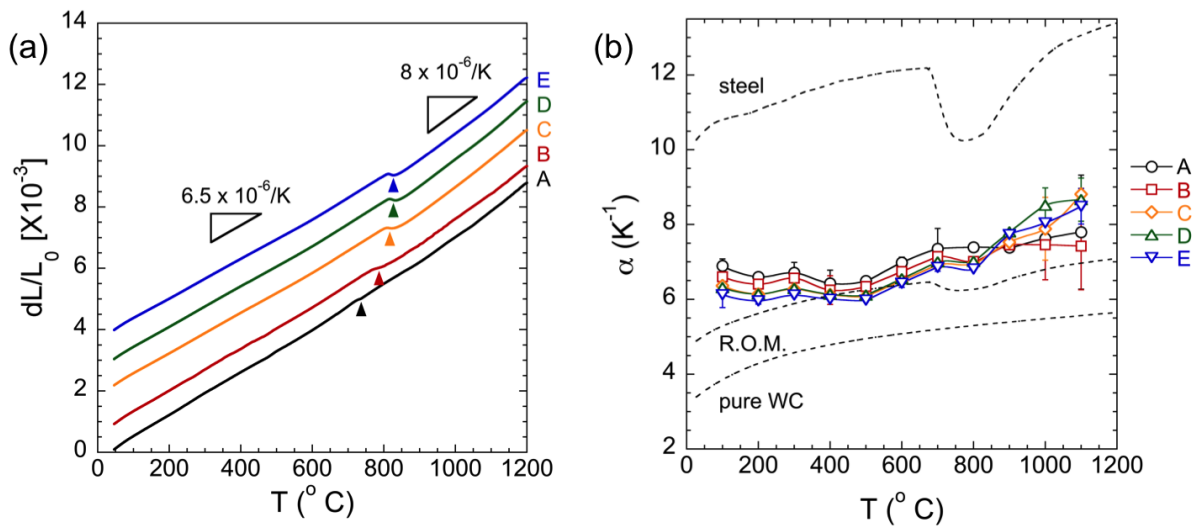 (a)
14
12
10
8
6
4
2
0
dL/L0 [X10-3]
0 200 400 600 800 1000 1200
T (o C)
6.5 x 10-6/K
8 x 10-6/K
E
D
C
B
A
(b)
12
10
8
6
4
2
α (K-1)
0 200 400 600 800 1000 1200
T (o C)
steel
R.O.M.
pure WC
A
B
C
D
E